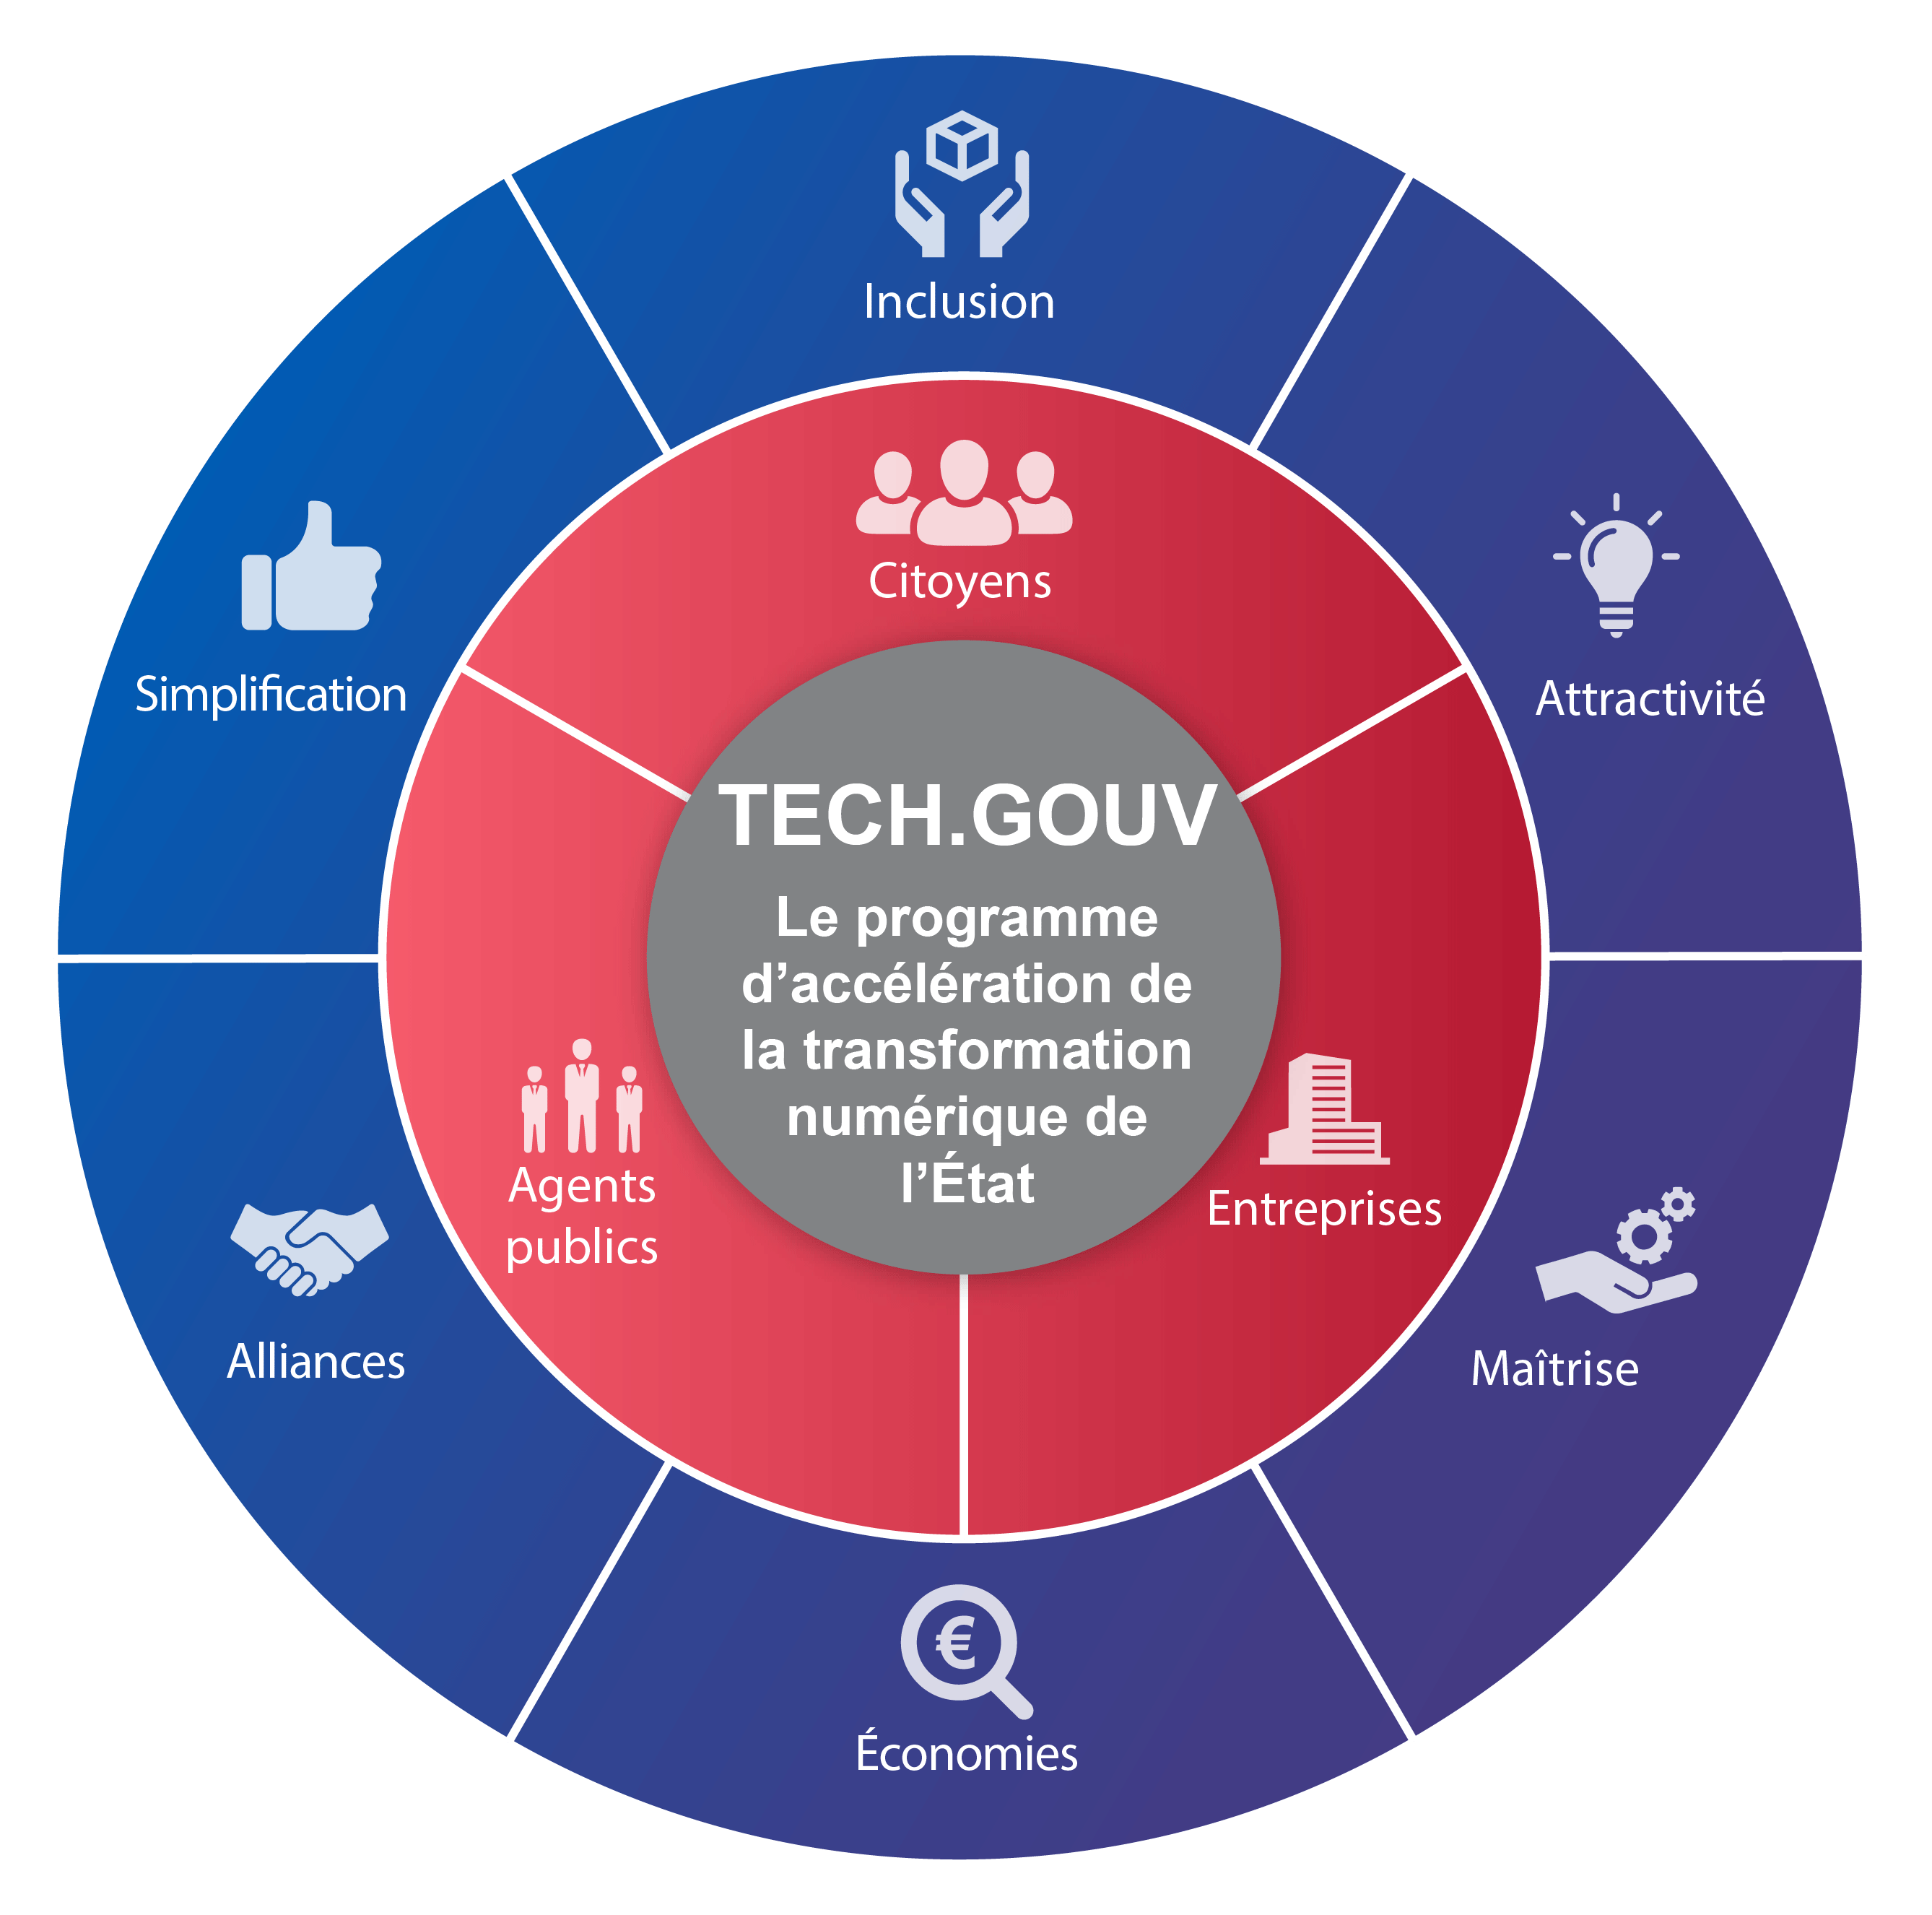 Inclusion
Citoyens
Simplification
Attractivité
TECH.GOUV
Le programme
d’accélération de
la transformation
numérique de
l’État
Agents
publics
Entreprises
Alliances
Maîtrise
€
Économies